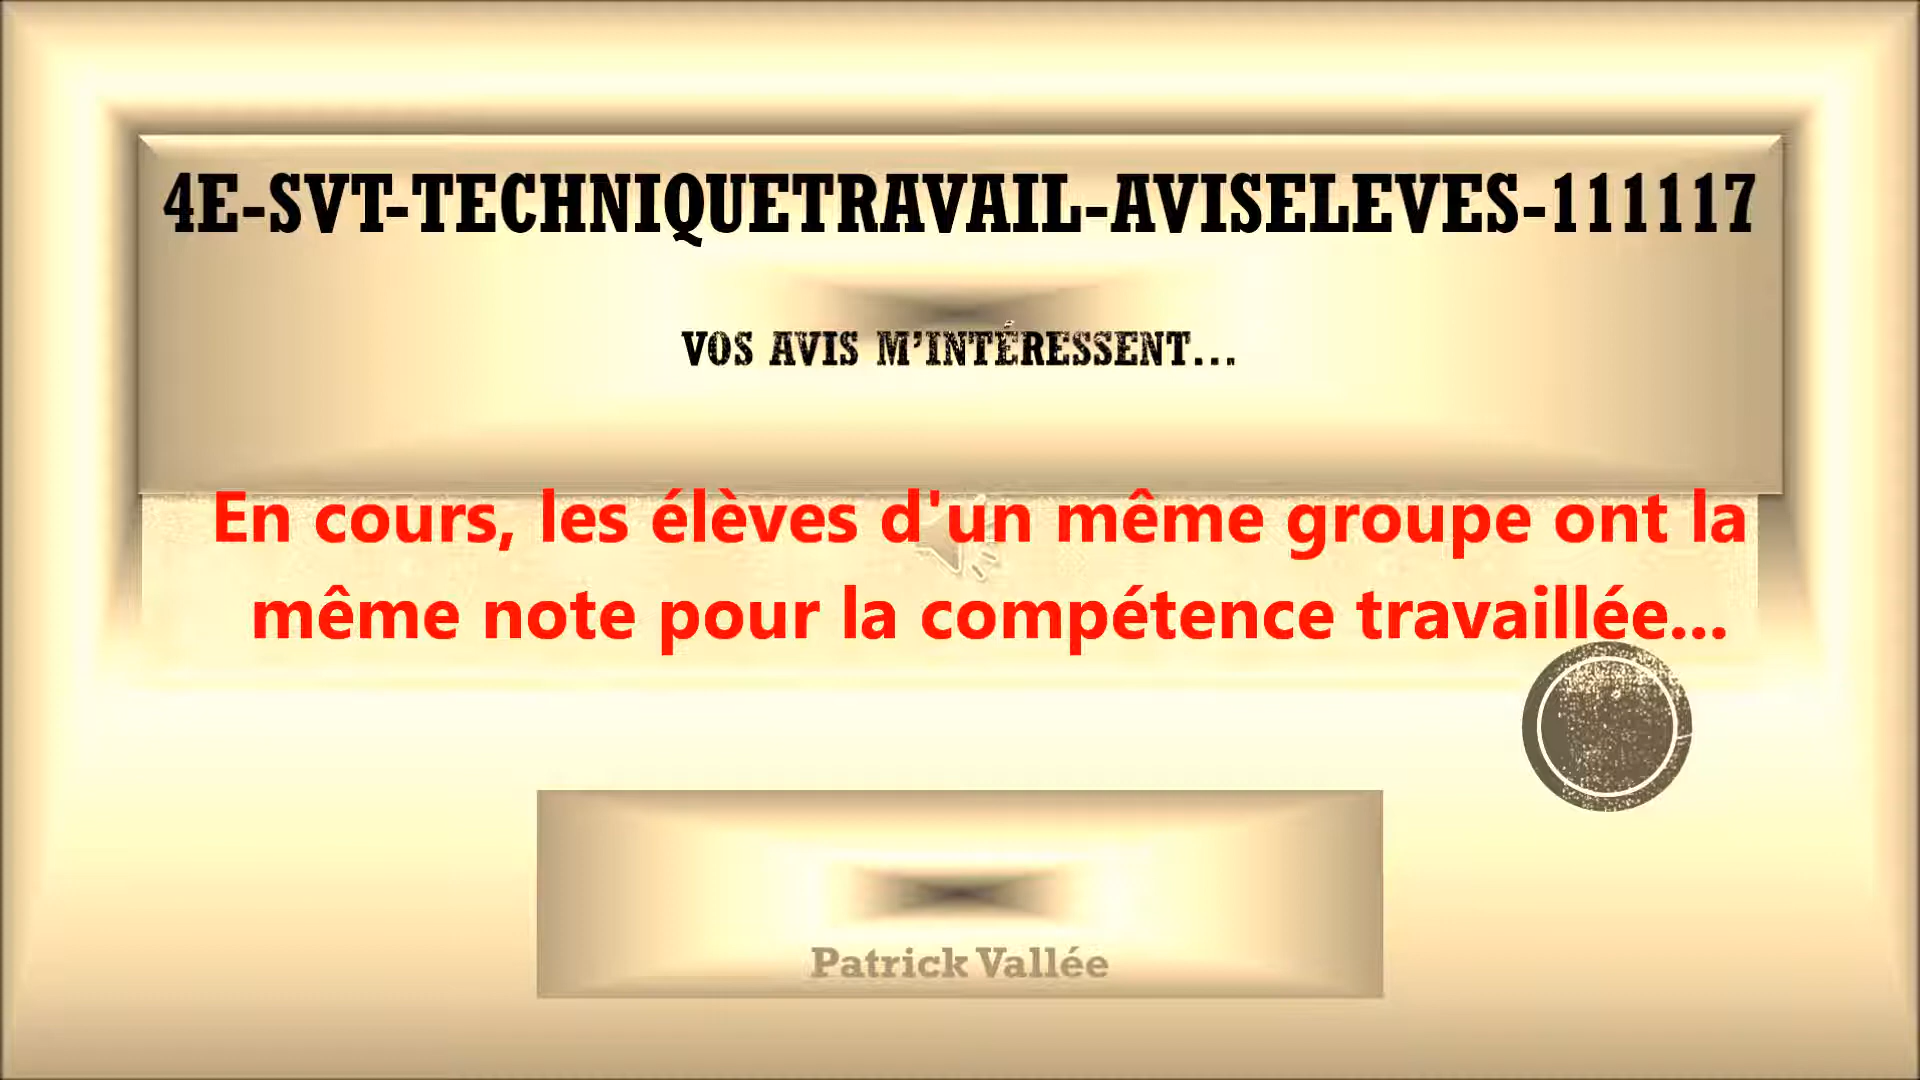 4E-SVT-TECHNIQUETRAVAIL-AVISELEVES-111117
VOS AVIS M’INTÉRESSENT…
En cours, les élèves d'un même groupe ont la
même note pour la compétence travaillée...
Patrick Vallée